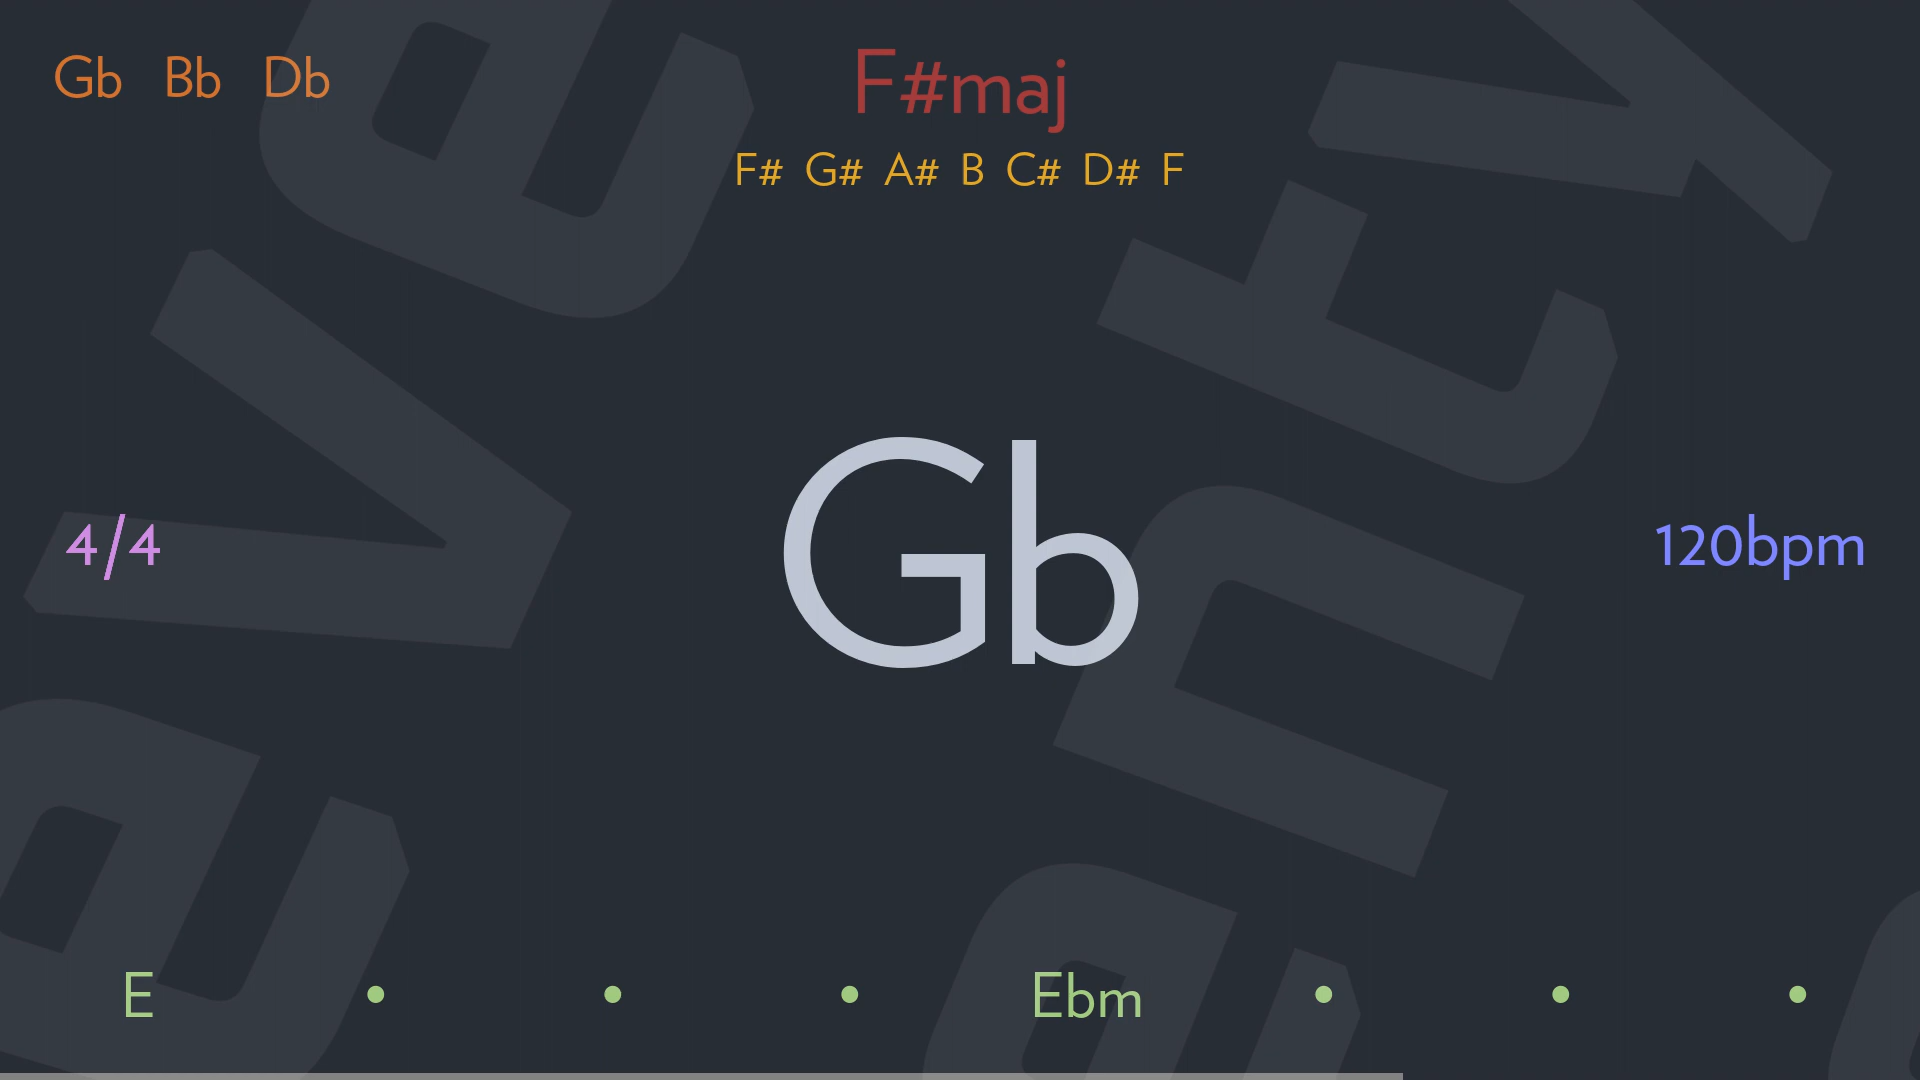 Gb Bb Db
F#maj
F# G# A# B C# D# F
Gb
4/4
120bpm
E • • • Ebm • • •